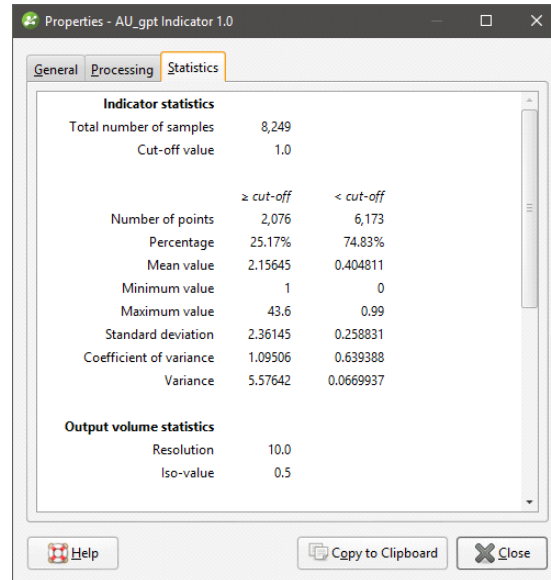 Properties - AU_gpt Indicator 1.0
General Processing Statistics
Indicator statistics
Total number of samples 8,249
Cut-off value 1.0
≥ cut-off < cut-off
Number of points 2,076 6,173
Percentage 25.17% 74.83%
Mean value 2.15645 0.404811
Minimum value 1 0
Maximum value 43.6 0.99
Standard deviation 2.36145 0.258831
Coefficient of variance 1.09506 0.639388
Variance 5.57642 0.0669937
Output volume statistics
Resolution 10.0
Iso-value 0.5
Help Copy to Clipboard Close